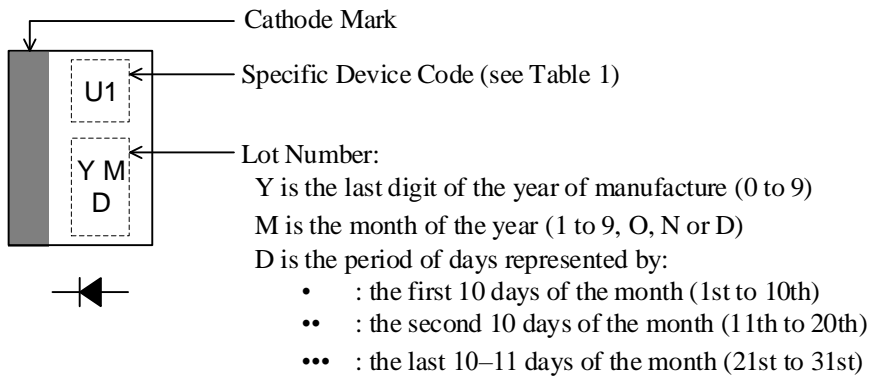 Cathode Mark
Specific Device Code (see Table 1)
U1
Lot Number:
Y M
D
Y is the last digit of the year of manufacture (0 to 9)
M is the month of the year (1 to 9, O, N or D)
D is the period of days represented by:
• : the first 10 days of the month (1st to 10th)
•• : the second 10 days of the month (11th to 20th)
••• : the last 10–11 days of the month (21st to 31st)